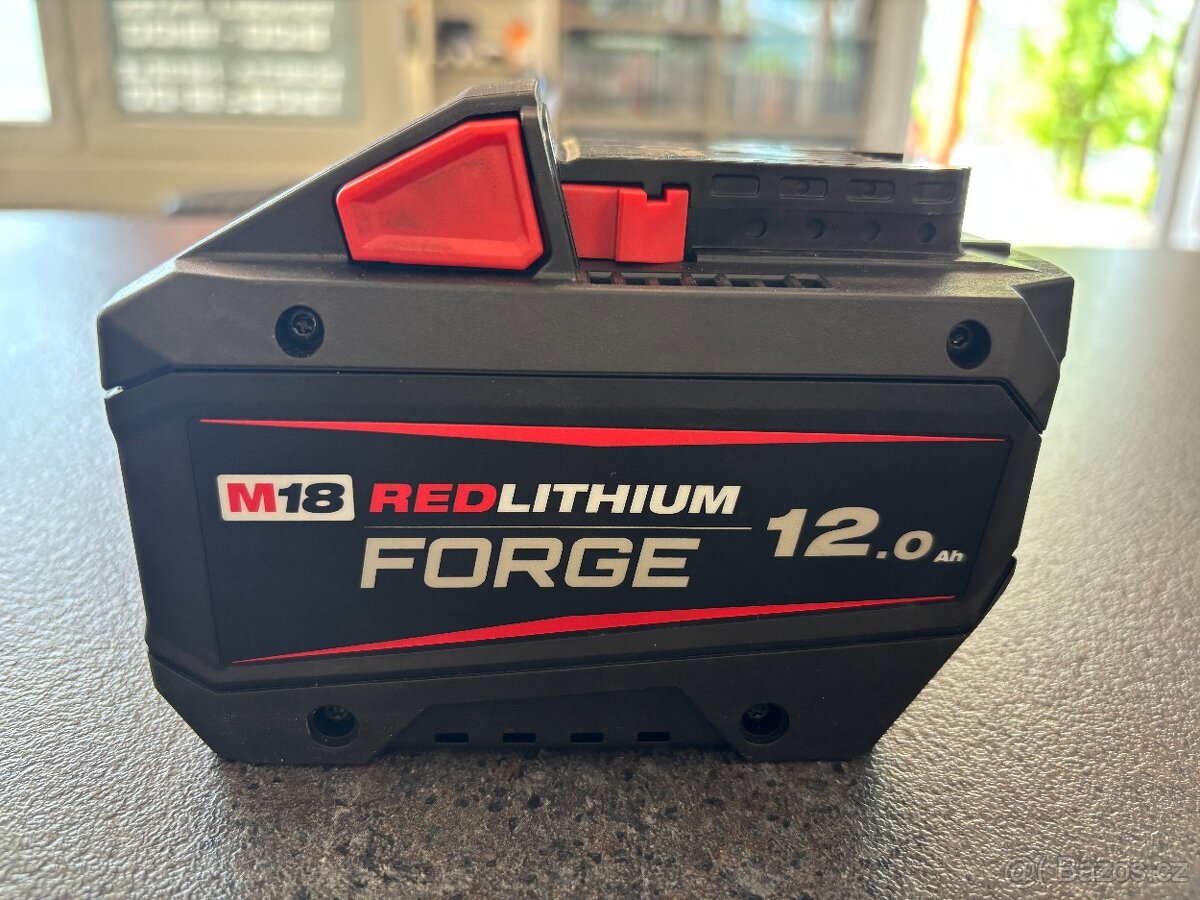 M18 REDLITHIUM
FORGE
12.0 Ah
Bazos.cz